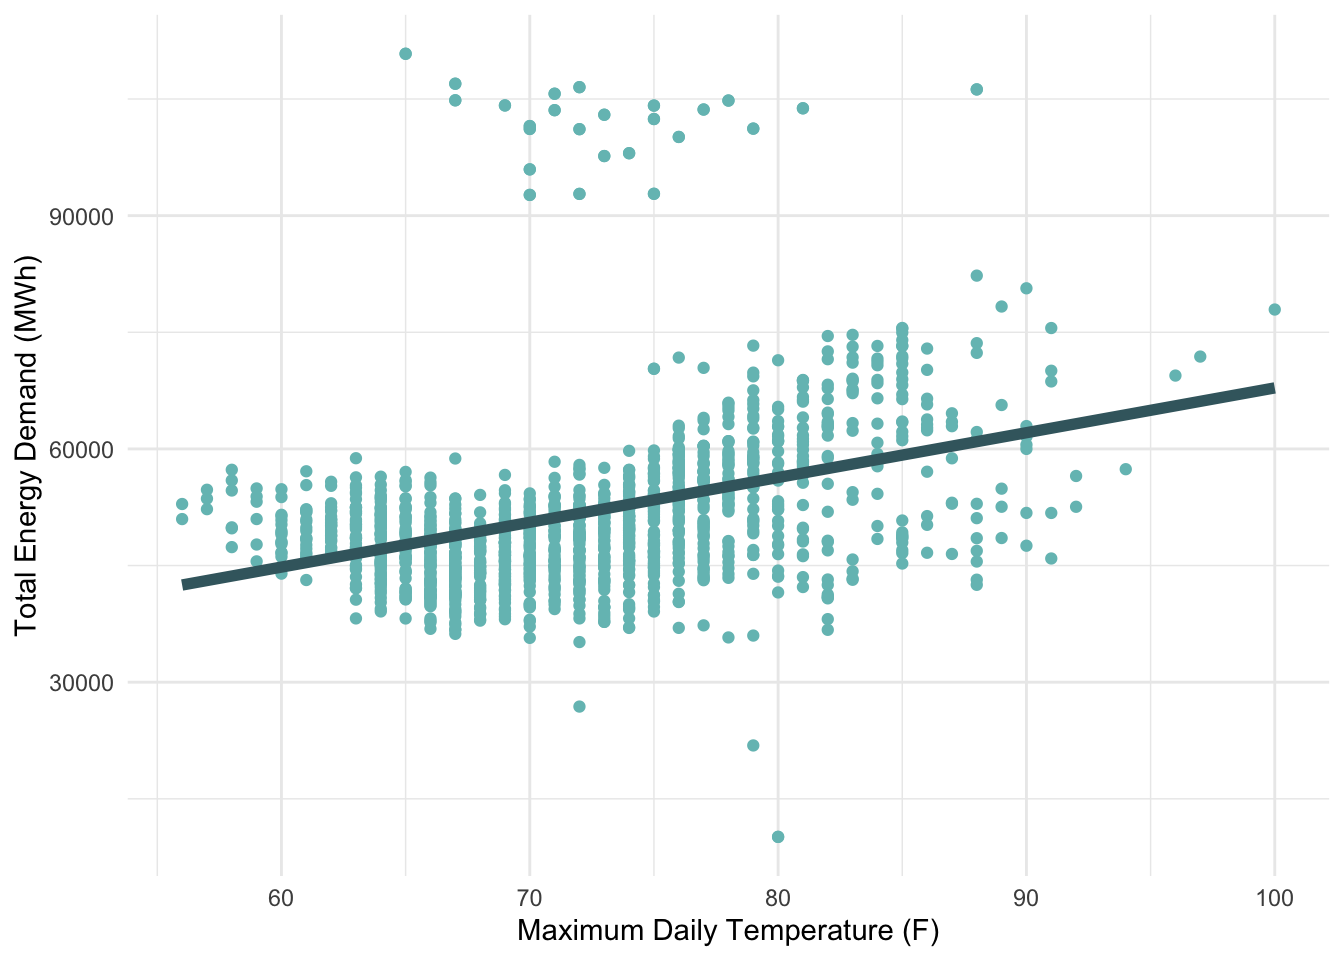 Total Energy Demand (MWh)
90000
60000
30000
60 70 80 90 100
Maximum Daily Temperature (F)